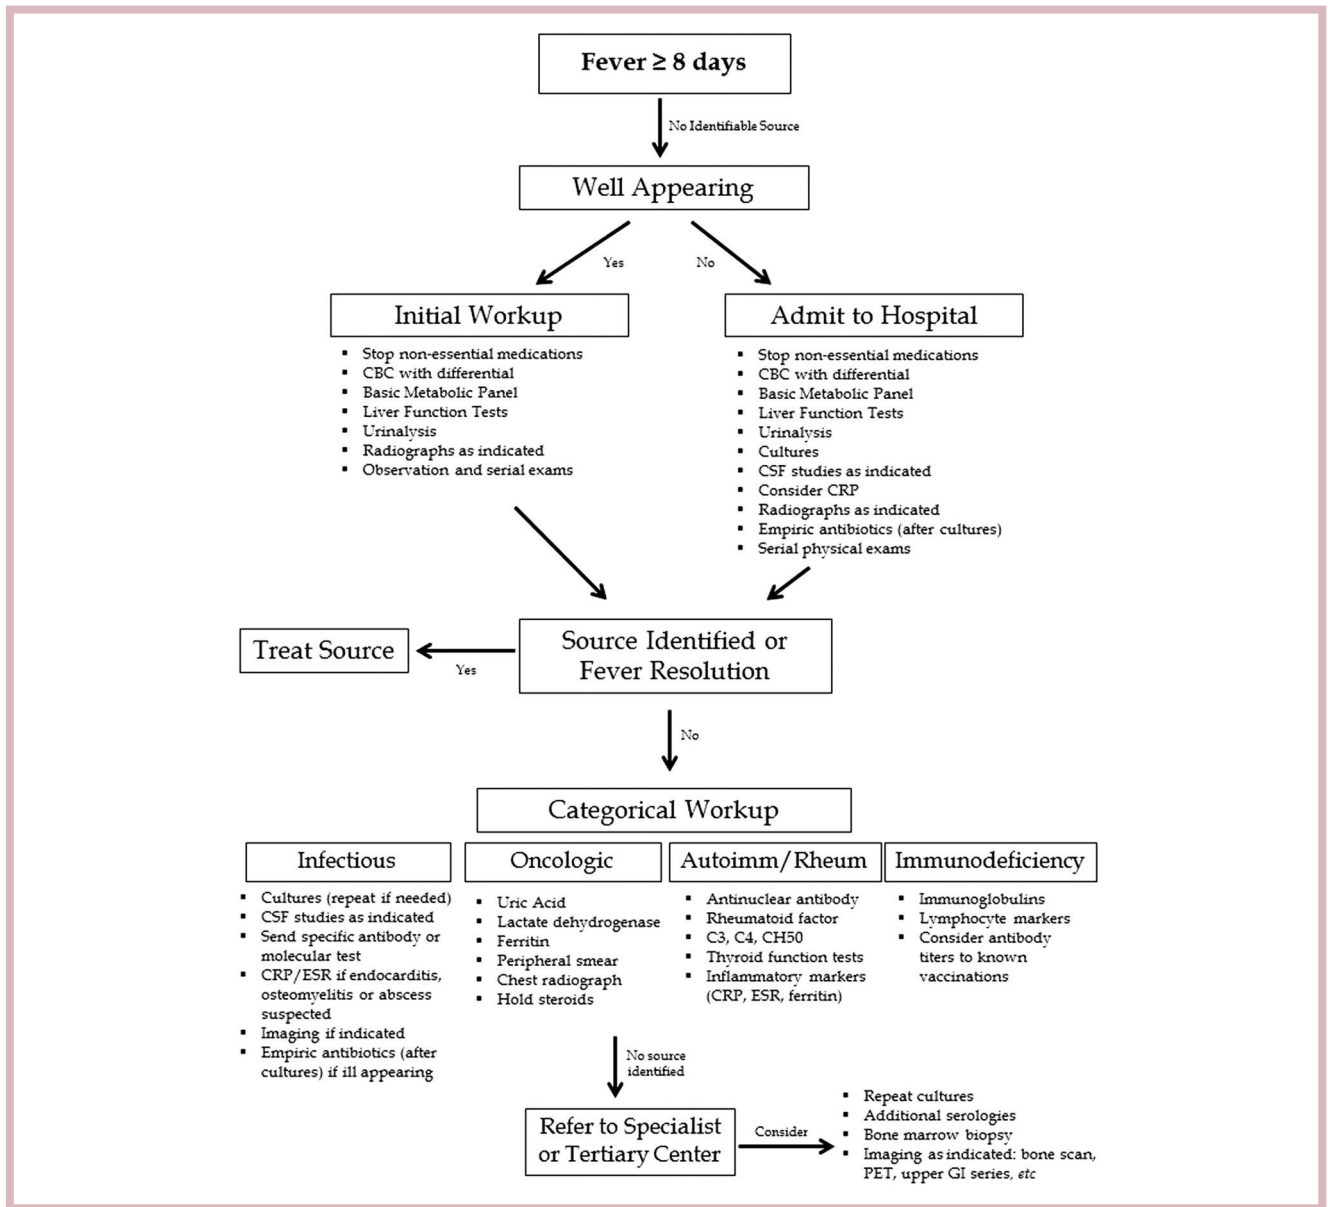 Fever ≥ 8 days
No Identifiable Source
Well Appearing
Yes
No
Initial Workup
▪ Stop non-essential medications
▪ CBC with differential
▪ Basic Metabolic Panel
▪ Liver Function Tests
▪ Urinalysis
▪ Radiographs as indicated
▪ Observation and serial exams
Admit to Hospital
▪ Stop non-essential medications
▪ CBC with differential
▪ Basic Metabolic Panel
▪ Liver Function Tests
▪ Urinalysis
▪ Cultures
▪ CSF studies as indicated
▪ Consider CRP
▪ Radiographs as indicated
▪ Empiric antibiotics (after cultures)
▪ Serial physical exams
Source Identified or
Fever Resolution
Yes
Treat Source
No
Categorical Workup
Infectious
▪ Cultures (repeat if needed)
▪ CSF studies as indicated
▪ Send specific antibody or
molecular test
▪ CRP/ESR if endocarditis,
osteomyelitis or abscess
suspected
▪ Imaging if indicated
▪ Empiric antibiotics (after
cultures) if ill appearing
Oncologic
▪ Uric Acid
▪ Lactate dehydrogenase
▪ Ferritin
▪ Peripheral smear
▪ Chest radiograph
▪ Hold steroids
Autoimm/Rheum
▪ Antinuclear antibody
▪ Rheumatoid factor
▪ C3, C4, CH50
▪ Thyroid function tests
▪ Inflammatory markers
(CRP, ESR, ferritin)
Immunodeficiency
▪ Immunoglobulins
▪ Lymphocyte markers
▪ Consider antibody
titers to known
vaccinations
No source
identified
Refer to Specialist
or Tertiary Center
Consider
▪ Repeat cultures
▪ Additional serologies
▪ Bone marrow biopsy
▪ Imaging as indicated: bone scan,
PET, upper GI series, etc